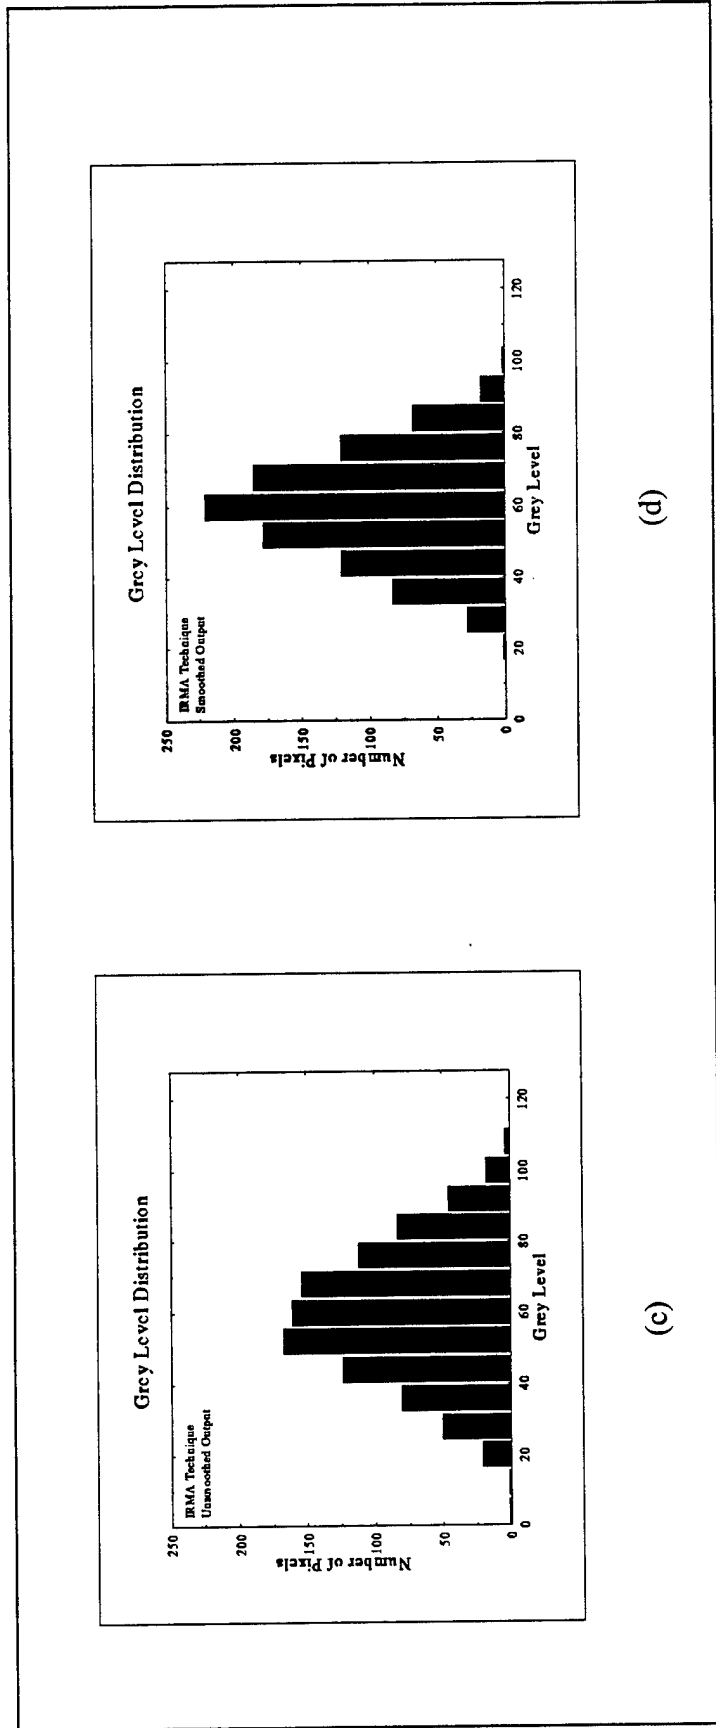 Grey Level Distribution
IRMA Technique
Unsmoothed Output
250
200
150
100
50
0
Number of Pixels
0
20
40
60
80
100
120
Grey Level
(c)
Grey Level Distribution
IRMA Technique
Smoothed Output
250
200
150
100
50
0
Number of Pixels
0
20
40
60
80
100
120
Grey Level
(d)